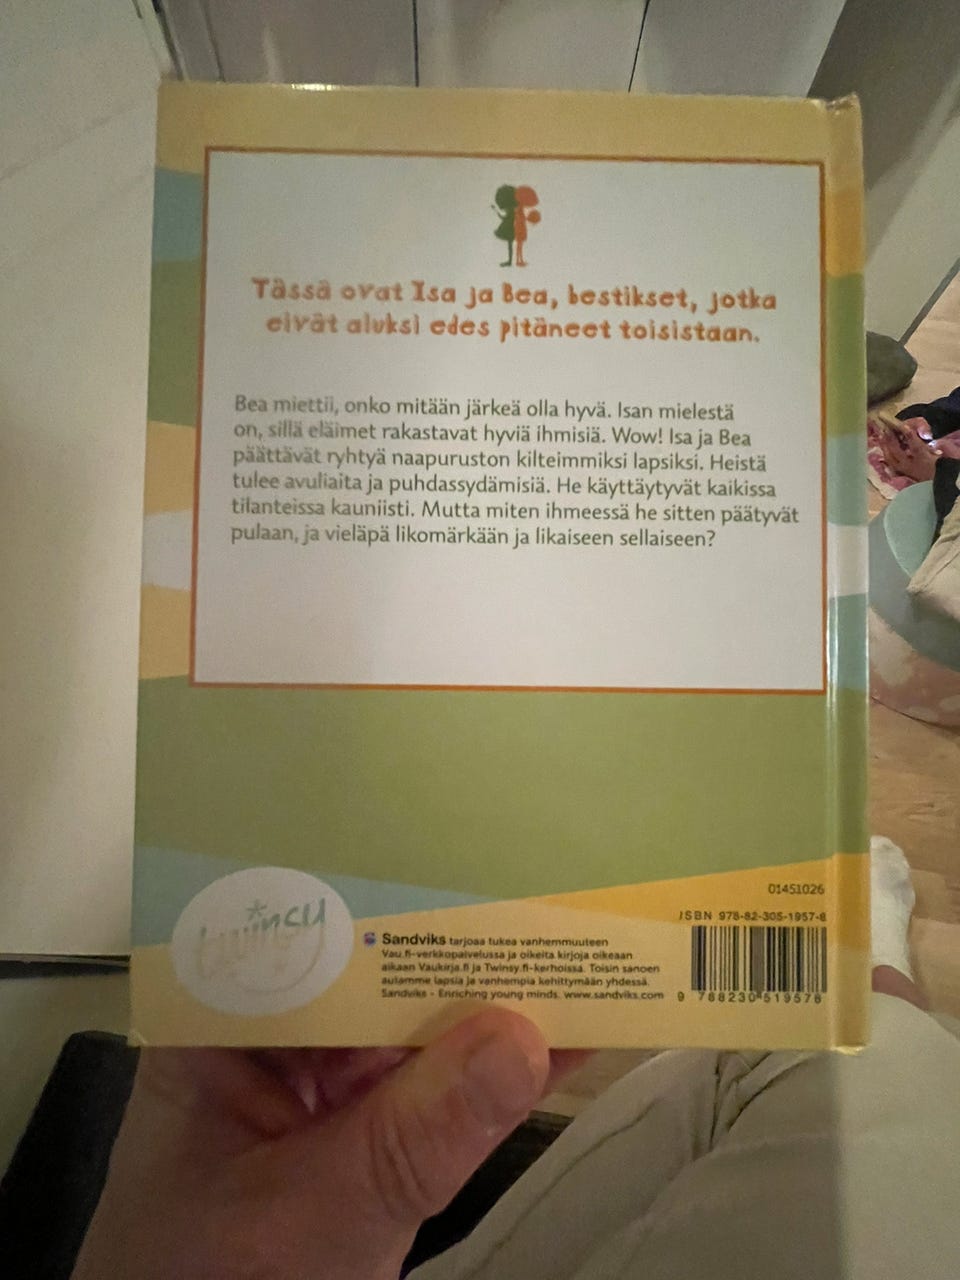 Tässä ovat Isa ja Bea, bestikset, jotka
eivät aluksi edes pitäneet toisistaan.
Bea miettii, onko mitään järkeä olla hyvä. Isan mielestä
on, sillä eläimet rakastavat hyviä ihmisiä. Wow! Isa ja Bea
päättävät ryhtyä naapuruston kilteimmiksi lapsiksi. Heistä
tulee avuliaita ja puhdassydämisiä. He käyttäytyvät kaikissa
tilanteissa kauniisti. Mutta miten ihmeessä he sitten päätyvät
pulaan, ja vieläpä likomärkään ja likaiseen sellaiseen?
twinsy
Sandviks tarjoaa tukea vanhemmuuteen
Vau.fi-verkkopalvelussa ja oikeita kirjoja oikeaan
aikaan Vaukirja.fi ja Twinsy.fi-kerhoissa. Toisin sanoen
autamme lapsia ja vanhempia kehittymään yhdessä.
Sandviks - Enriching young minds. www.sandviks.com
01451026
ISBN 978-82-305-1957-8
9 788230 519578